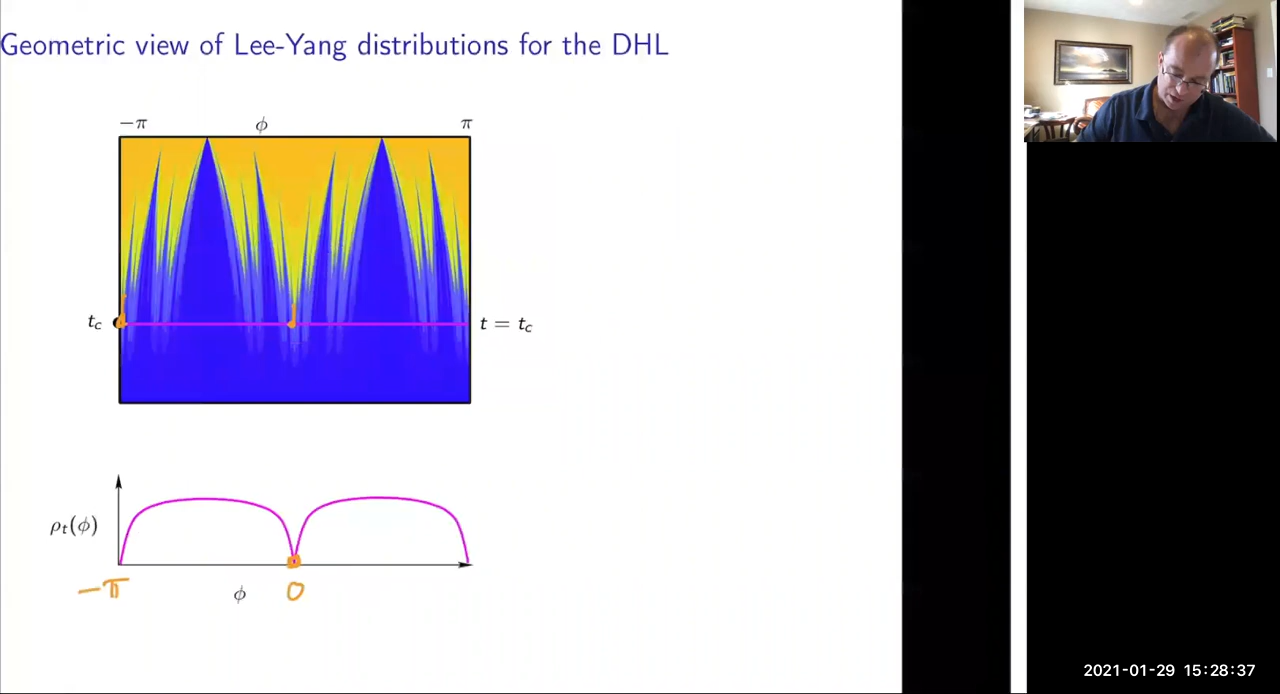 Geometric view of Lee-Yang distributions for the DHL
−π ϕ π
t_c t = t_c
ρ_t(ϕ)
−π ϕ 0
2021-01-29 15:28:37